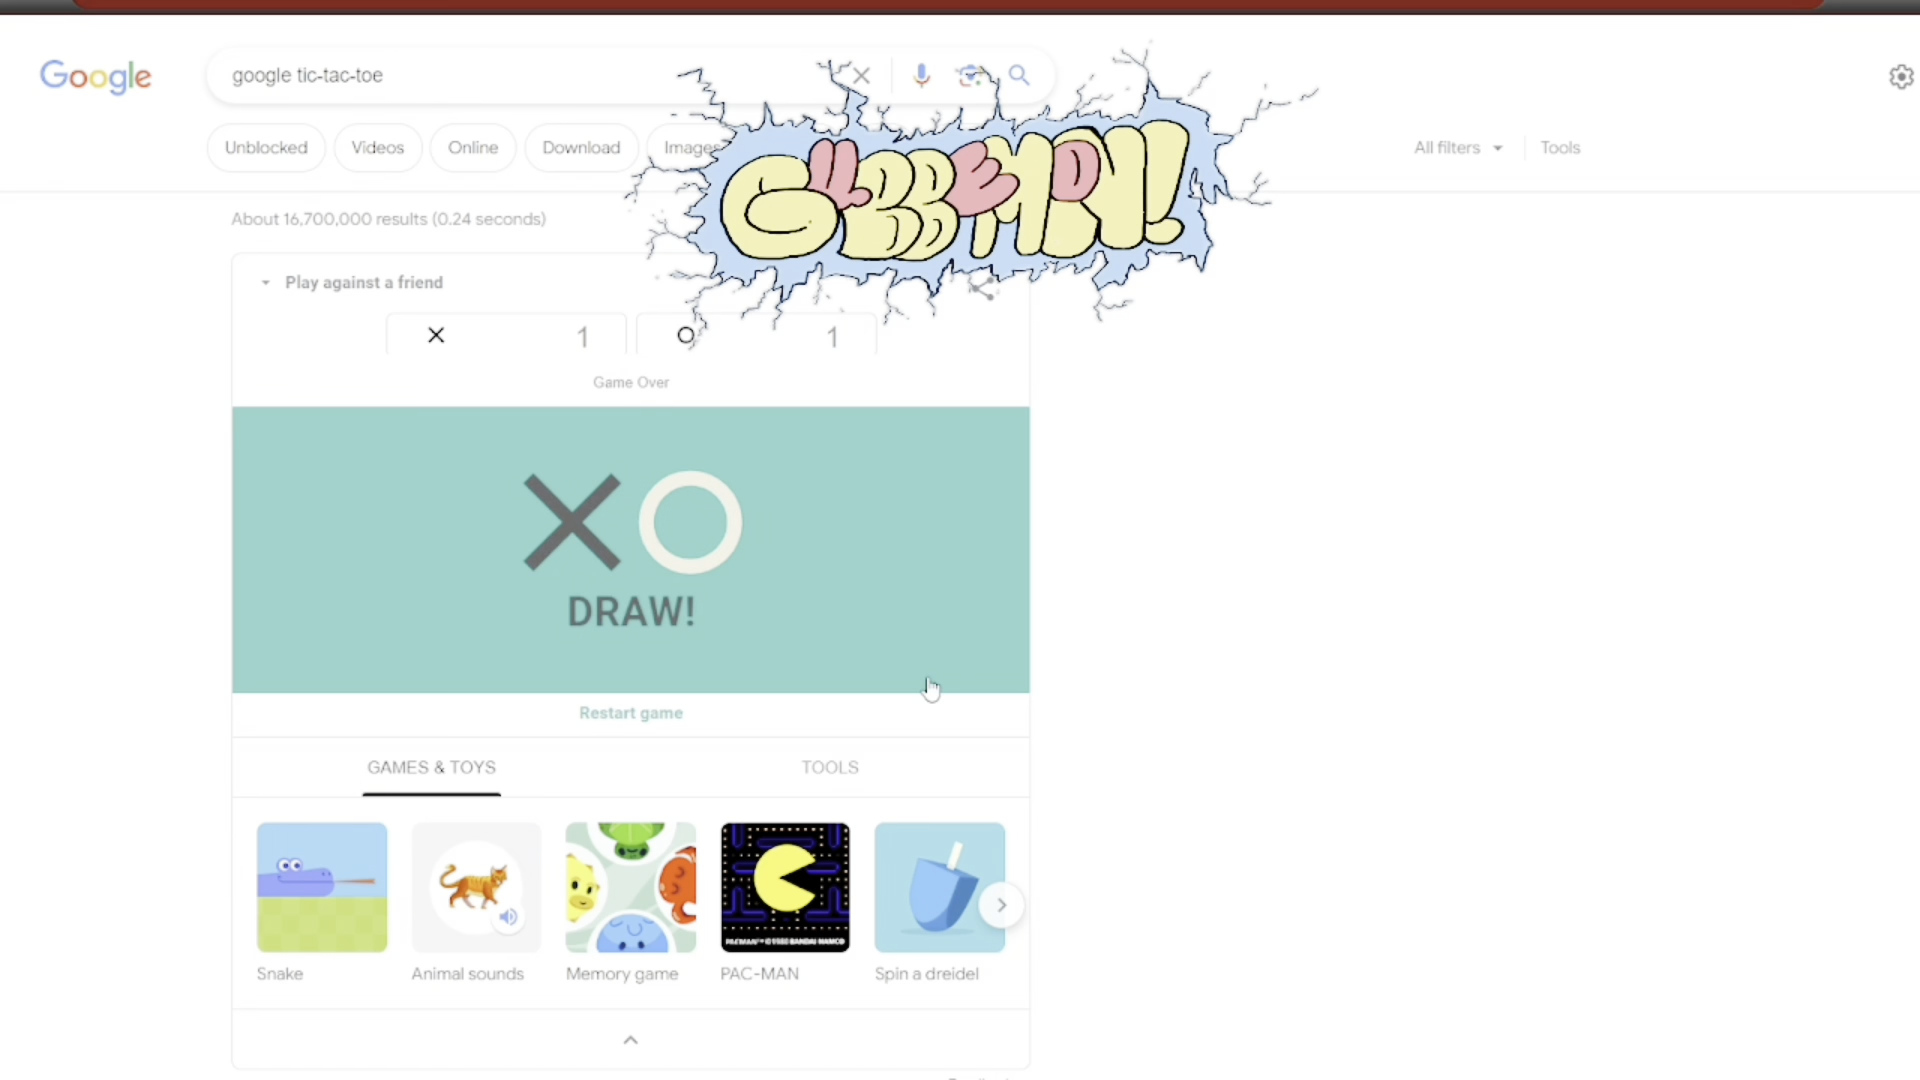 Google
google tic-tac-toe
Unblocked
Videos
Online
Download
Images
All filters
Tools
About 16,700,000 results (0.24 seconds)
Play against a friend
1
1
Game Over
DRAW!
Restart game
GAMES & TOYS
TOOLS
Snake
Animal sounds
Memory game
PAC-MAN
Spin a dreidel